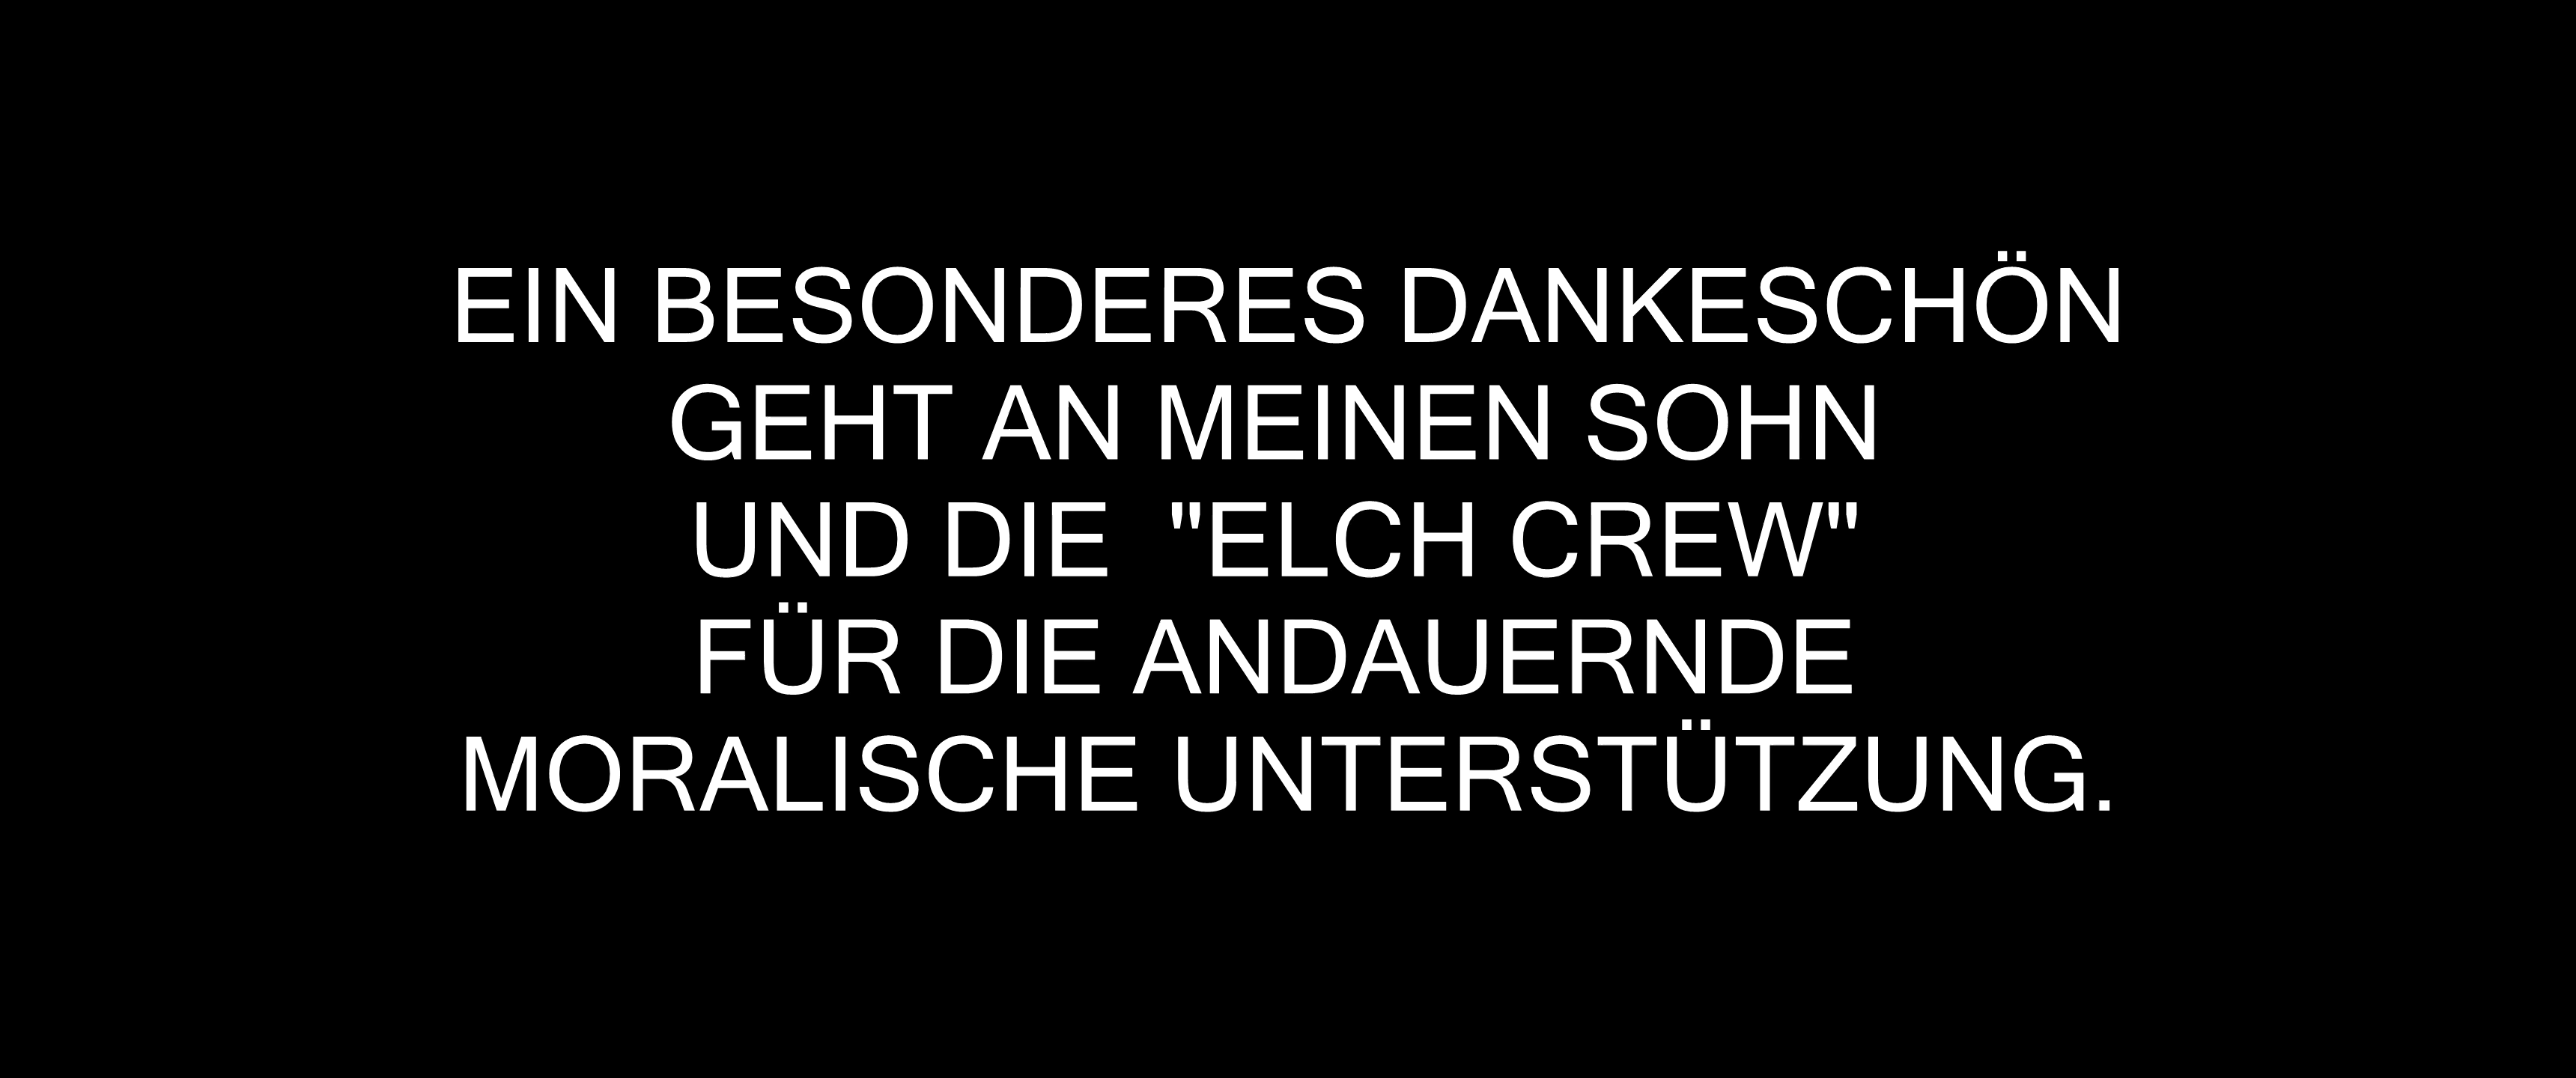 EIN BESONDERES DANKESCHÖN
GEHT AN MEINEN SOHN
UND DIE  "ELCH CREW"
FÜR DIE ANDAUERNDE
MORALISCHE UNTERSTÜTZUNG.